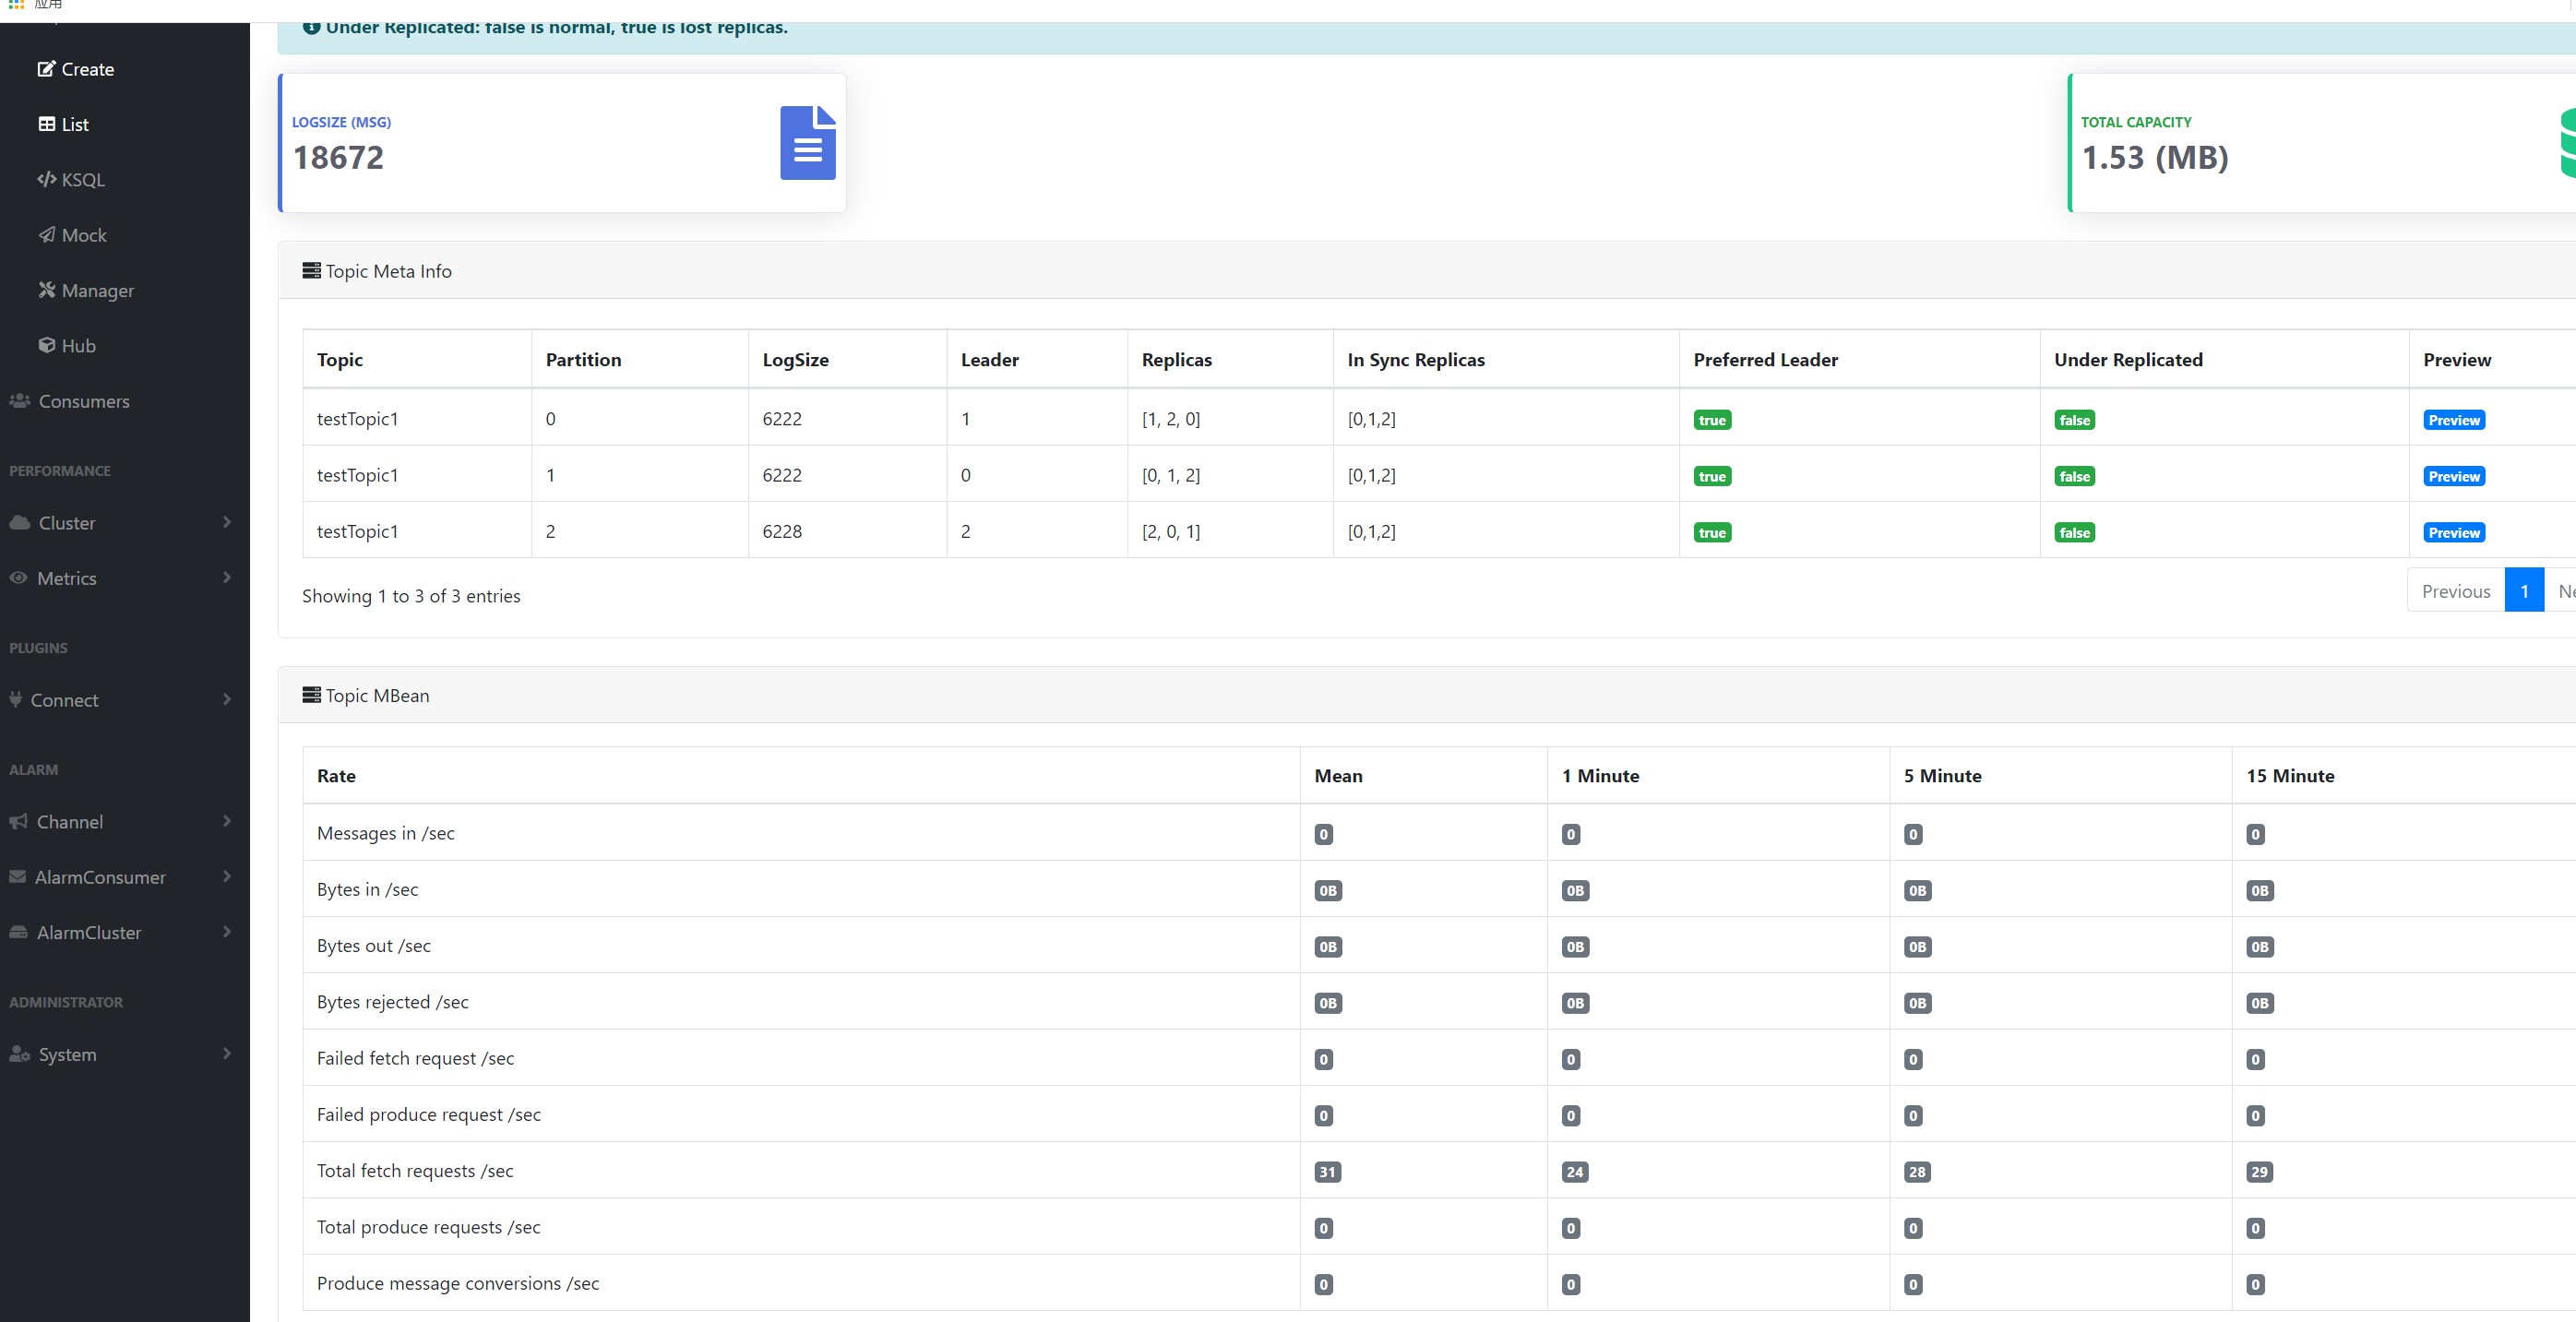 应用
Under Replicated: false is normal, true is lost replicas.
Create
List
KSQL
Mock
Manager
Hub
Consumers
PERFORMANCE
Cluster
Metrics
PLUGINS
Connect
ALARM
Channel
AlarmConsumer
AlarmCluster
ADMINISTRATOR
System
LOGSIZE (MSG)
18672
TOTAL CAPACITY
1.53 (MB)
Topic Meta Info
Topic Partition LogSize Leader Replicas In Sync Replicas Preferred Leader Under Replicated Preview
testTopic1 0 6222 1 [1, 2, 0] [0,1,2] true false Preview
testTopic1 1 6222 0 [0, 1, 2] [0,1,2] true false Preview
testTopic1 2 6228 2 [2, 0, 1] [0,1,2] true false Preview
Showing 1 to 3 of 3 entries
Previous 1
Topic MBean
Rate Mean 1 Minute 5 Minute 15 Minute
Messages in /sec 0 0 0 0
Bytes in /sec 0B 0B 0B 0B
Bytes out /sec 0B 0B 0B 0B
Bytes rejected /sec 0B 0B 0B 0B
Failed fetch request /sec 0 0 0 0
Failed produce request /sec 0 0 0 0
Total fetch requests /sec 31 24 28 29
Total produce requests /sec 0 0 0 0
Produce message conversions /sec 0 0 0 0